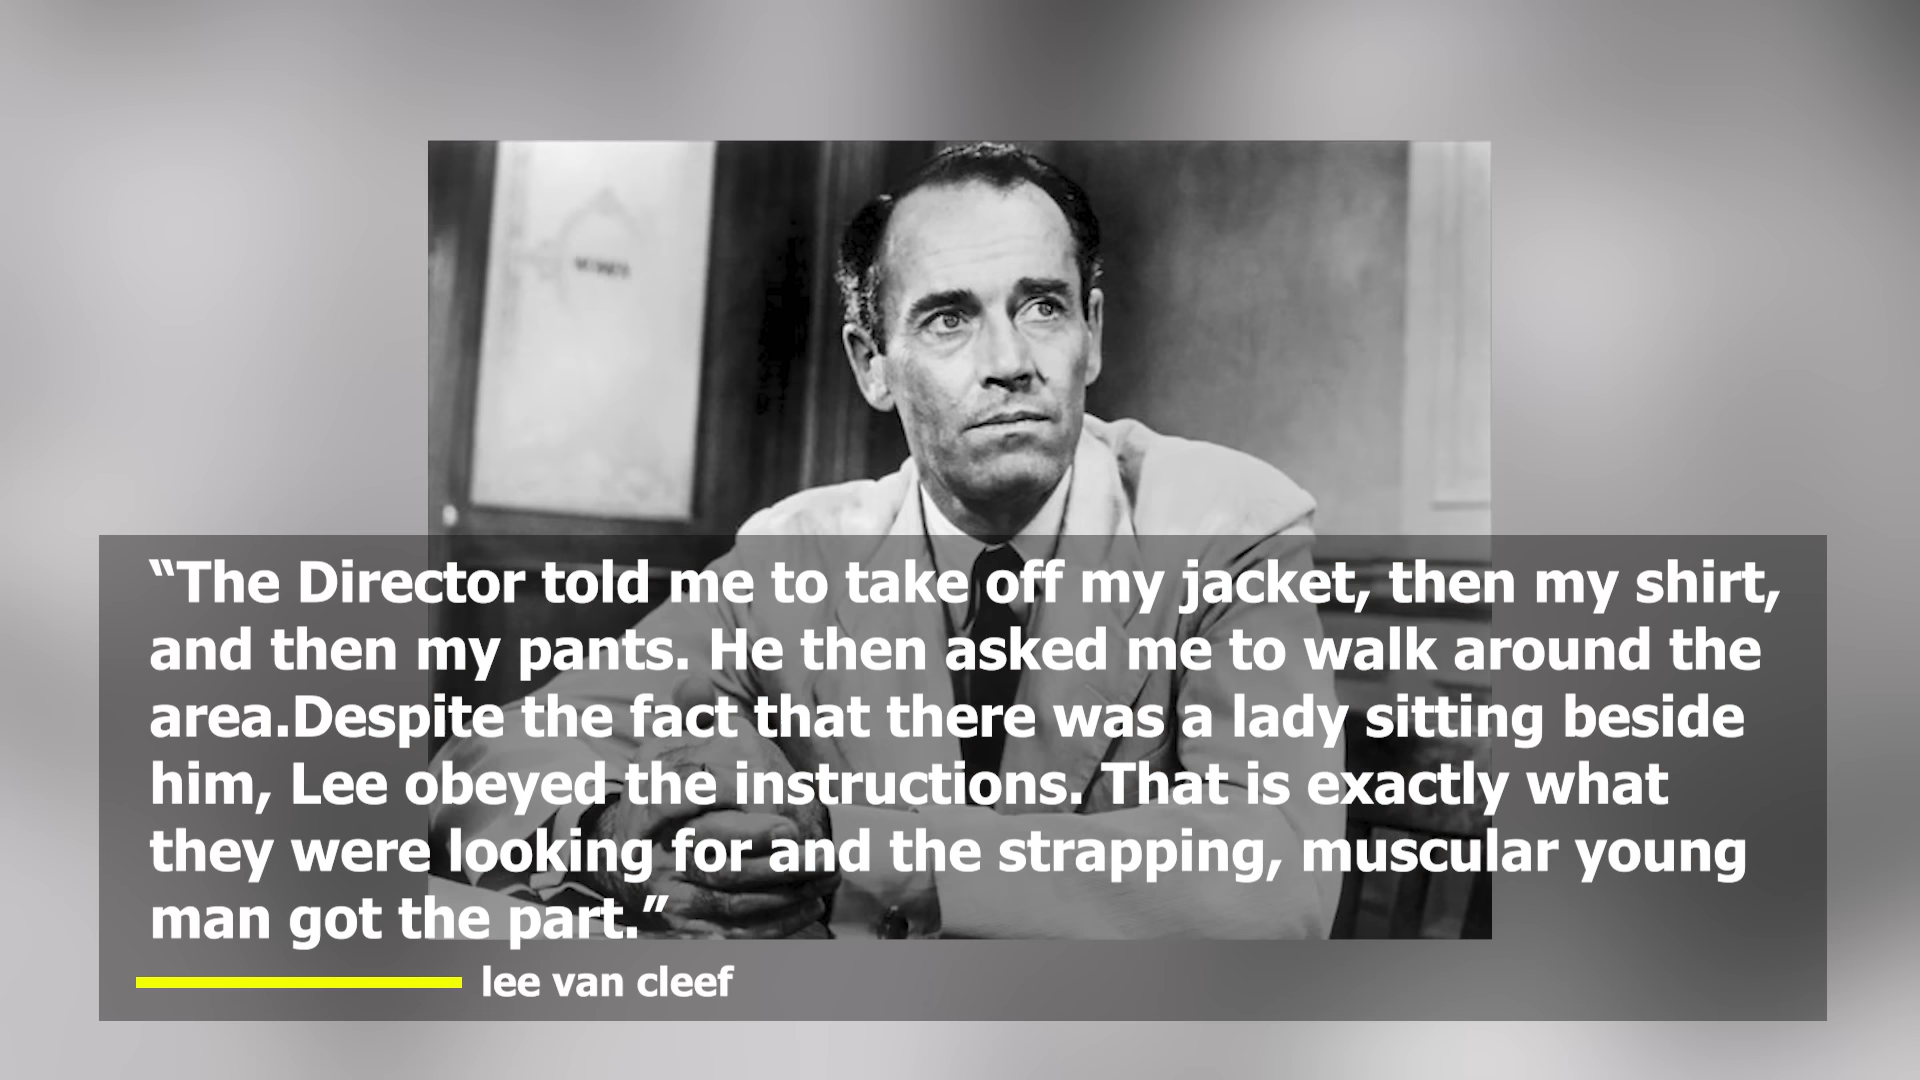 “The Director told me to take off my jacket, then my shirt,
and then my pants. He then asked me to walk around the
area.Despite the fact that there was a lady sitting beside
him, Lee obeyed the instructions. That is exactly what
they were looking for and the strapping, muscular young
man got the part.”
lee van cleef